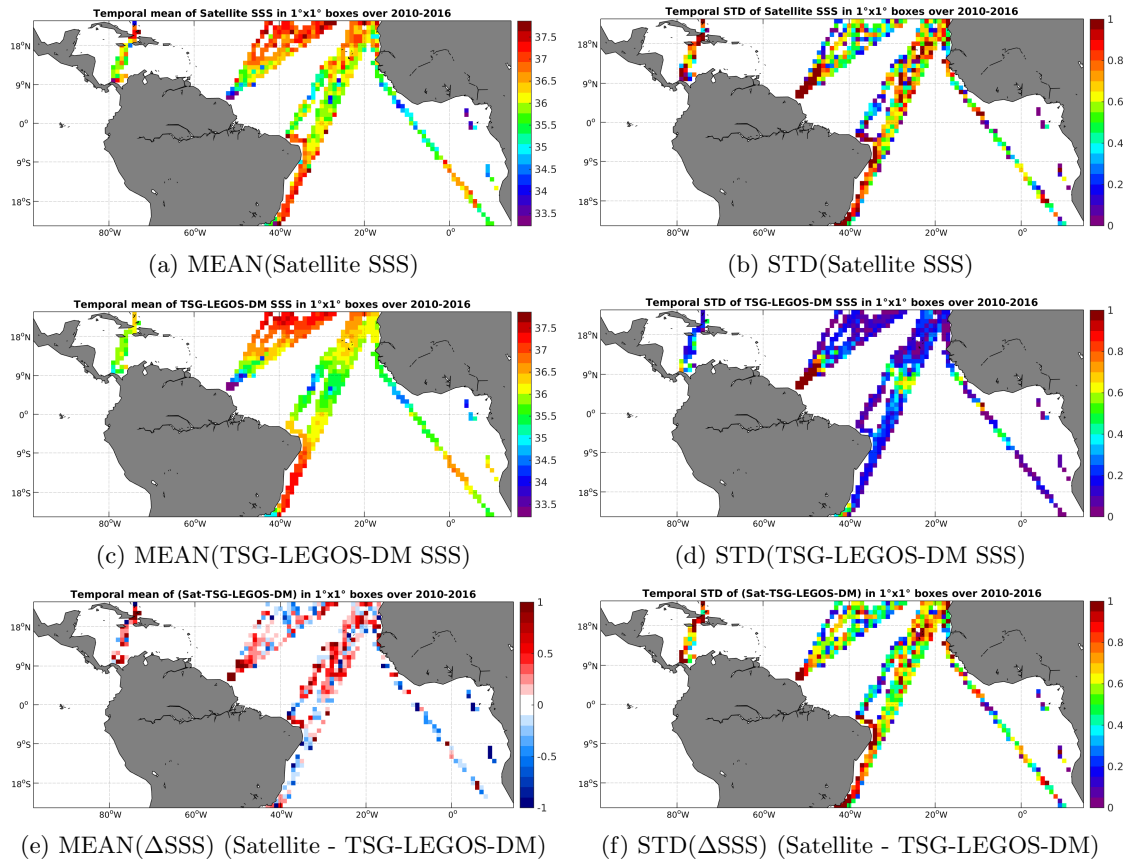 Temporal mean of Satellite SSS in 1°x1° boxes over 2010-2016
18°N
9°N
0°
9°S
18°S
80°W 60°W 40°W 20°W 0°
37.5
37
36.5
36
35.5
35
34.5
34
33.5
(a) MEAN(Satellite SSS)
Temporal STD of Satellite SSS in 1°x1° boxes over 2010-2016
18°N
9°N
0°
9°S
18°S
80°W 60°W 40°W 20°W 0°
1
0.8
0.6
0.4
0.2
0
(b) STD(Satellite SSS)
Temporal mean of TSG-LEGOS-DM SSS in 1°x1° boxes over 2010-2016
18°N
9°N
0°
9°S
18°S
80°W 60°W 40°W 20°W 0°
37.5
37
36.5
36
35.5
35
34.5
34
33.5
(c) MEAN(TSG-LEGOS-DM SSS)
Temporal STD of TSG-LEGOS-DM SSS in 1°x1° boxes over 2010-2016
18°N
9°N
0°
9°S
18°S
80°W 60°W 40°W 20°W 0°
1
0.8
0.6
0.4
0.2
0
(d) STD(TSG-LEGOS-DM SSS)
Temporal mean of (Sat-TSG-LEGOS-DM) in 1°x1° boxes over 2010-2016
18°N
9°N
0°
9°S
18°S
80°W 60°W 40°W 20°W 0°
1
0.5
0
-0.5
-1
(e) MEAN(ΔSSS) (Satellite - TSG-LEGOS-DM)
Temporal STD of (Sat-TSG-LEGOS-DM) in 1°x1° boxes over 2010-2016
18°N
9°N
0°
9°S
18°S
80°W 60°W 40°W 20°W 0°
1
0.8
0.6
0.4
0.2
0
(f) STD(ΔSSS) (Satellite - TSG-LEGOS-DM)